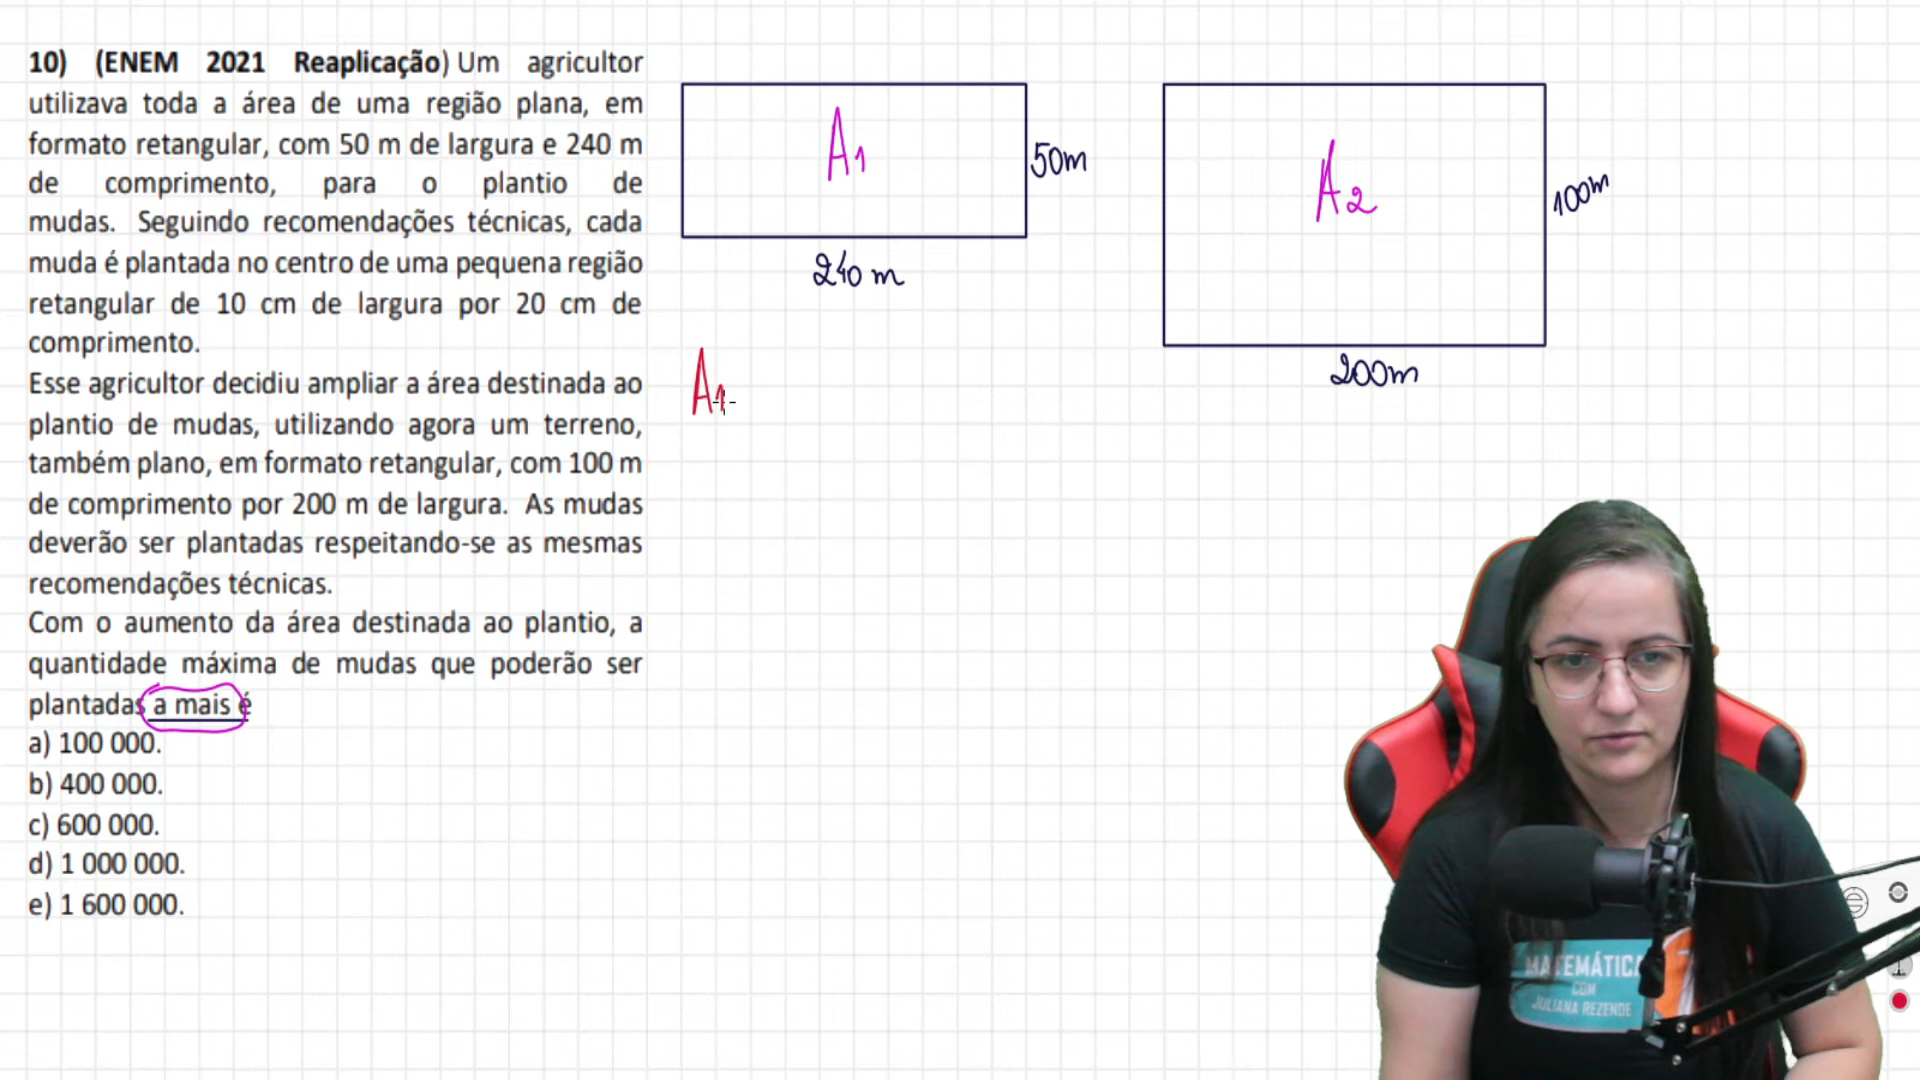 10) (ENEM 2021 Reaplicação) Um agricultor
utilizava toda a área de uma região plana, em
formato retangular, com 50 m de largura e 240 m
de comprimento, para o plantio de
mudas. Seguindo recomendações técnicas, cada
muda é plantada no centro de uma pequena região
retangular de 10 cm de largura por 20 cm de
comprimento.
Esse agricultor decidiu ampliar a área destinada ao
plantio de mudas, utilizando agora um terreno,
também plano, em formato retangular, com 100 m
de comprimento por 200 m de largura. As mudas
deverão ser plantadas respeitando-se as mesmas
recomendações técnicas.
Com o aumento da área destinada ao plantio, a
quantidade máxima de mudas que poderão ser
plantadas a mais é
a) 100 000.
b) 400 000.
c) 600 000.
d) 1 000 000.
e) 1 600 000.
A1
50m
240 m
A2
100m
200m
A1
MATEMÁTICA
COM
JULIANA REZENDE